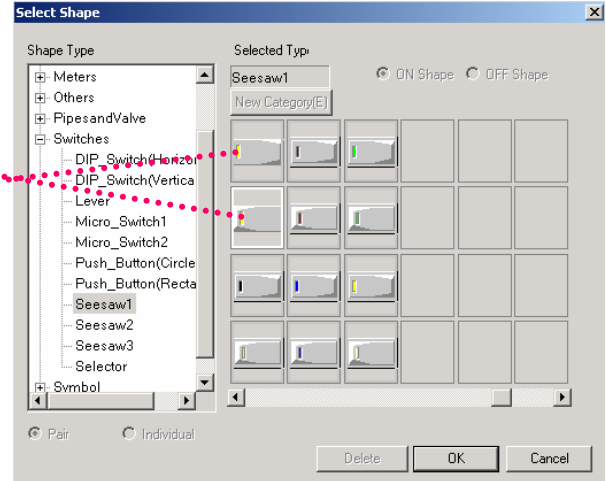 Select Shape
Shape Type
Selected Typ
Meters
Others
PipesandValve
Switches
DIP_Switch(Horizor
DIP_Switch(Vertica
Lever
Micro_Switch1
Micro_Switch2
Push_Button(Circle
Push_Button(Recta
Seesaw1
Seesaw2
Seesaw3
Selector
Symbol
Seesaw1
New Category(E)
ON Shape
OFF Shape
Pair
Individual
Delete
OK
Cancel